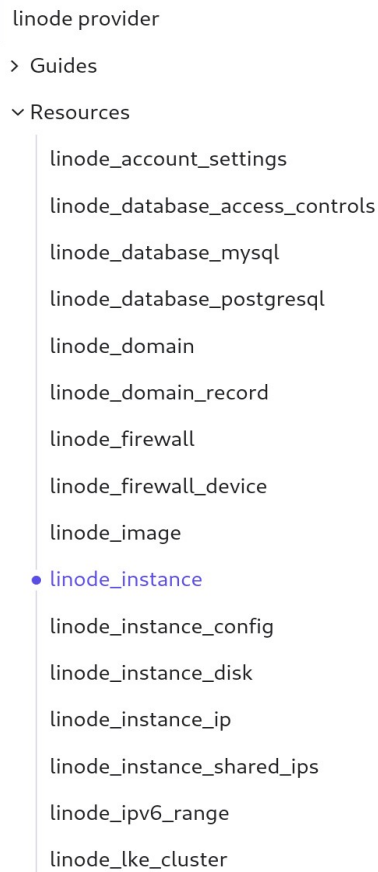 linode provider
Guides
Resources
linode_account_settings
linode_database_access_controls
linode_database_mysql
linode_database_postgresql
linode_domain
linode_domain_record
linode_firewall
linode_firewall_device
linode_image
linode_instance
linode_instance_config
linode_instance_disk
linode_instance_ip
linode_instance_shared_ips
linode_ipv6_range
linode_lke_cluster